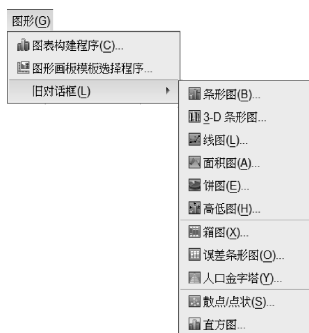 图形(G)
图表构建程序(C)...
图形画板模板选择程序...
旧对话框(L)
条形图(B)...
3-D 条形图...
线图(L)...
面积图(A)...
饼图(E)...
高低图(H)...
箱图(X)...
误差条形图(O)...
人口金字塔(Y)...
散点/点状(S)...
直方图...